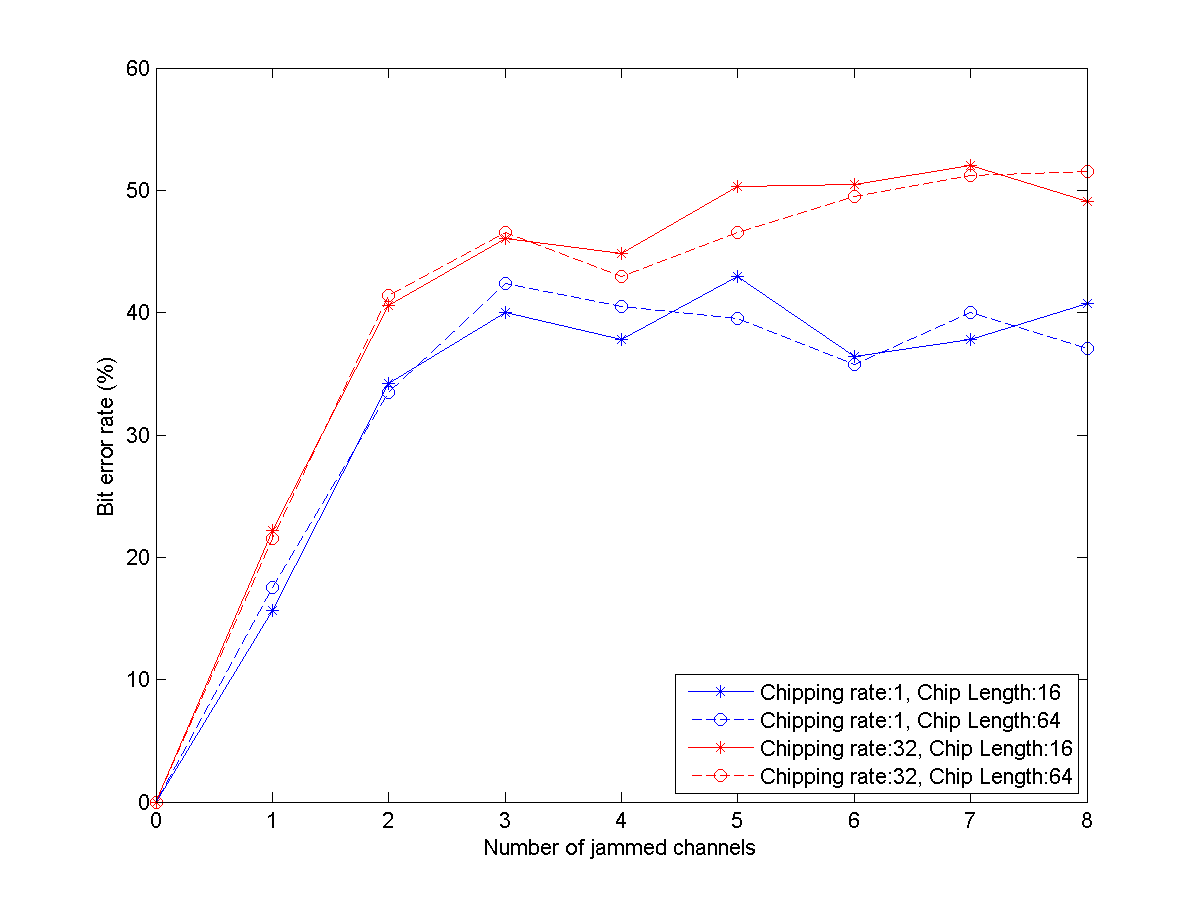 60
50
40
30
20
10
0
Bit error rate (%)
Chipping rate:1, Chip Length:16
Chipping rate:1, Chip Length:64
Chipping rate:32, Chip Length:16
Chipping rate:32, Chip Length:64
0 1 2 3 4 5 6 7 8
Number of jammed channels